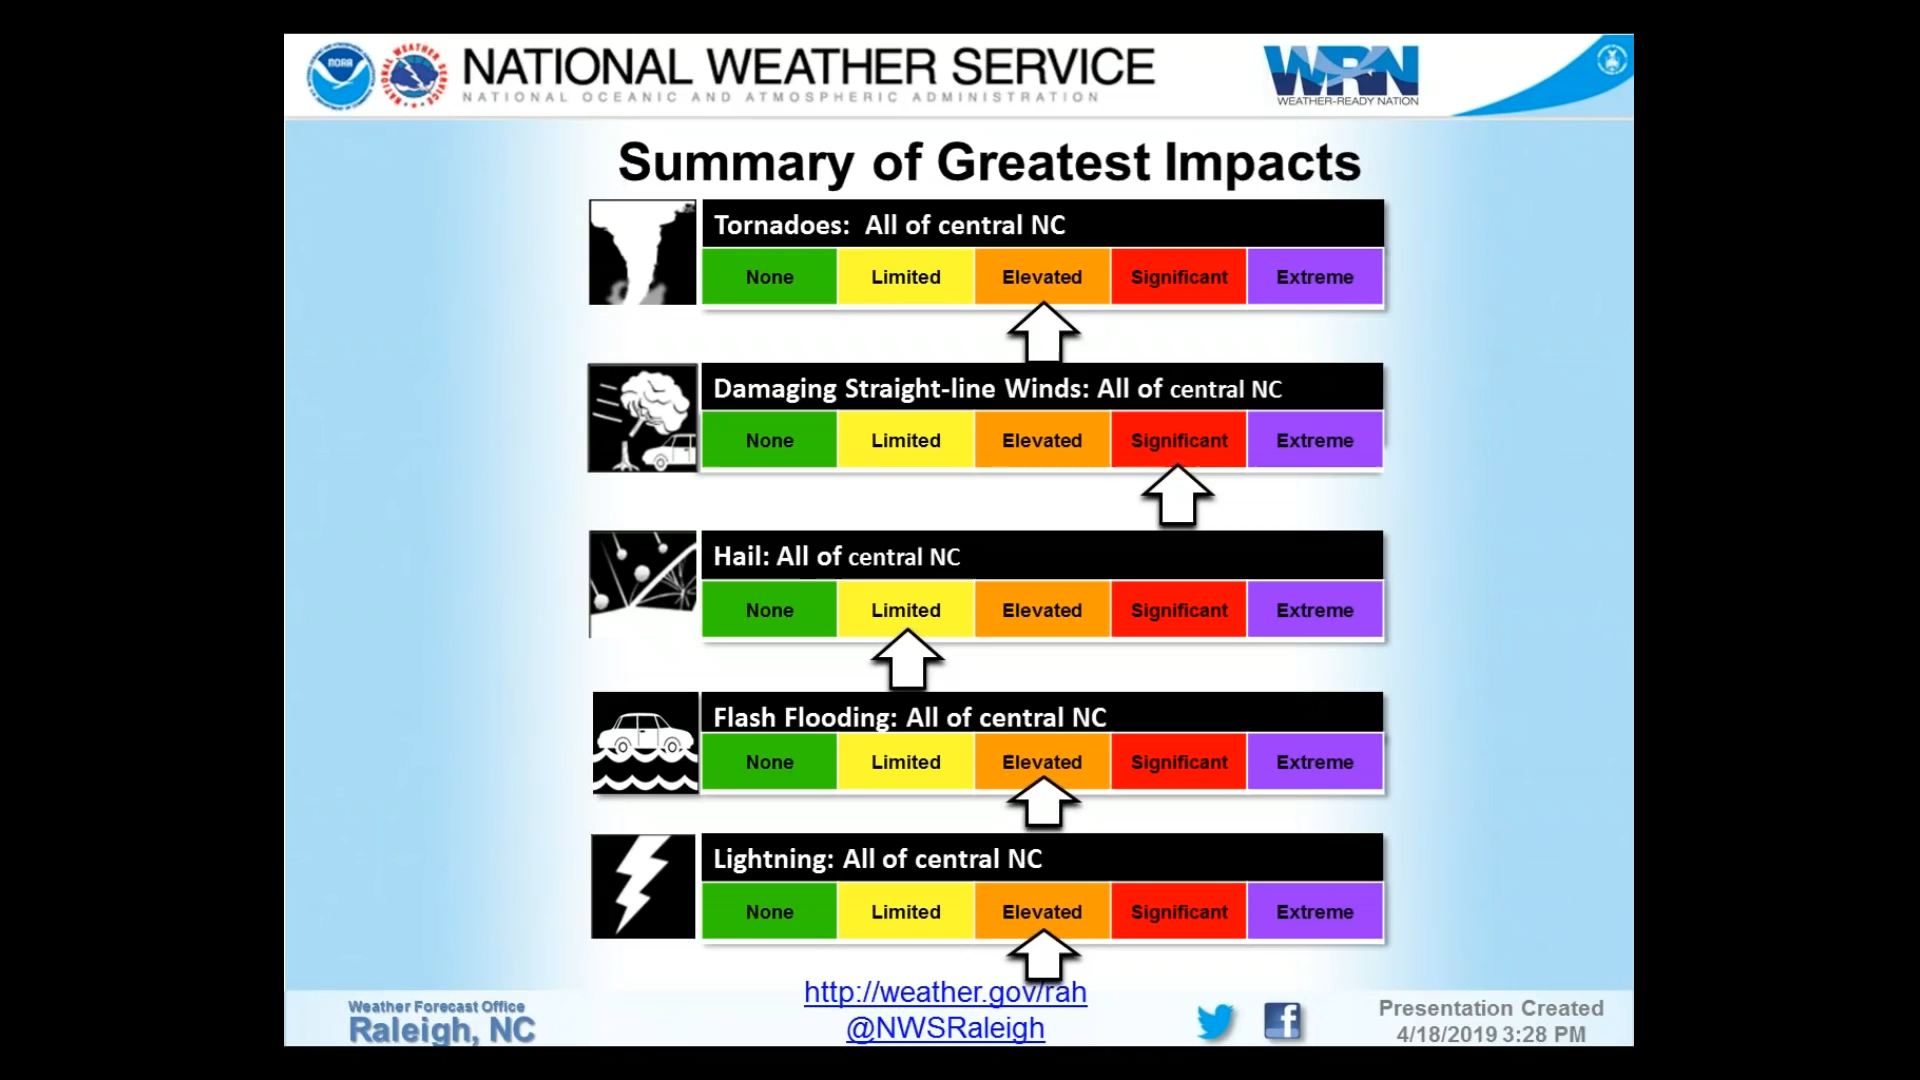 NOAA
NATIONAL WEATHER SERVICE
NATIONAL OCEANIC AND ATMOSPHERIC ADMINISTRATION
WRN
WEATHER-READY NATION
Summary of Greatest Impacts
Tornadoes: All of central NC
None Limited Elevated Significant Extreme
Damaging Straight-line Winds: All of central NC
None Limited Elevated Significant Extreme
Hail: All of central NC
None Limited Elevated Significant Extreme
Flash Flooding: All of central NC
None Limited Elevated Significant Extreme
Lightning: All of central NC
None Limited Elevated Significant Extreme
http://weather.gov/rah
@NWSRaleigh
Weather Forecast Office
Raleigh, NC
Presentation Created
4/18/2019 3:28 PM